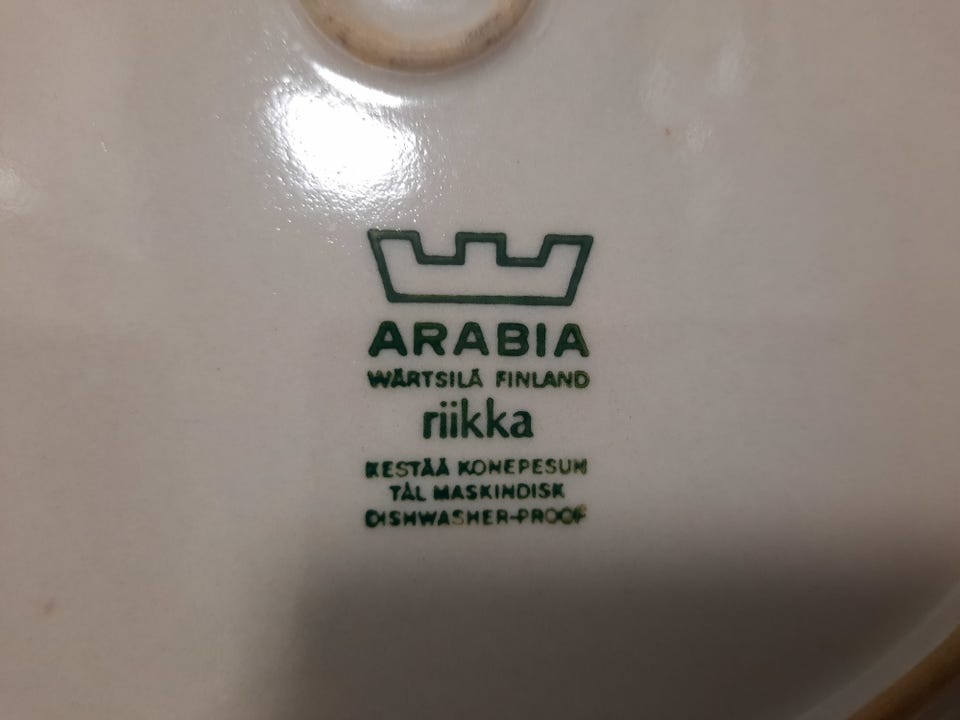 ARABIA
WÄRTSILÄ FINLAND
riikka
KESTÄÄ KONEPESUN
TÅL MASKINDISK
DISHWASHER-PROOF